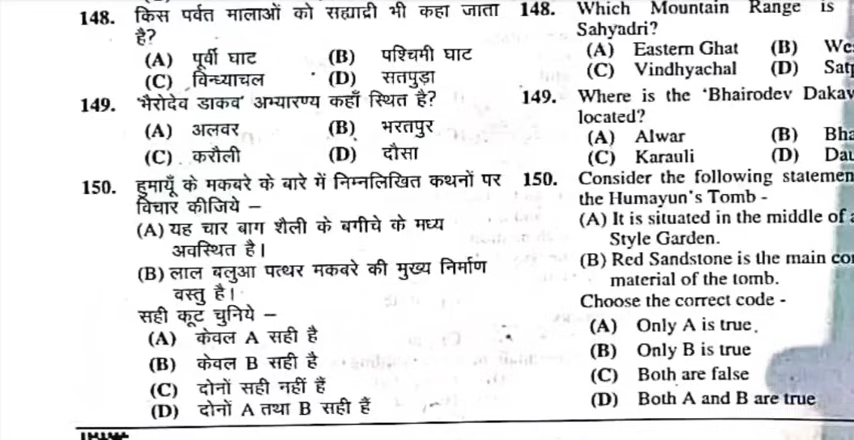 148. किस पर्वत मालाओं को सह्याद्री भी कहा जाता
है?
(A) पूर्वी घाट (B) पश्चिमी घाट
(C) विन्ध्याचल (D) सतपुड़ा
149. 'भैरोदेव डाकव' अभ्यारण्य कहाँ स्थित है?
(A) अलवर (B) भरतपुर
(C) करौली (D) दौसा
150. हुमायूँ के मकबरे के बारे में निम्नलिखित कथनों पर
विचार कीजिये –
(A) यह चार बाग शैली के बगीचे के मध्य
अवस्थित है।
(B) लाल बलुआ पत्थर मकबरे की मुख्य निर्माण
वस्तु है।
सही कूट चुनिये –
(A) केवल A सही है
(B) केवल B सही है
(C) दोनों सही नहीं हैं
(D) दोनों A तथा B सही हैं
148. Which Mountain Range is
Sahyadri?
(A) Eastern Ghat (B)
(C) Vindhyachal (D)
149. Where is the 'Bhairodev Dakav
located?
(A) Alwar (B)
(C) Karauli (D)
150. Consider the following
the Humayun's Tomb -
(A) It is situated in the middle of
Style Garden.
(B) Red Sandstone is the main
material of the tomb.
Choose the correct code -
(A) Only A is true.
(B) Only B is true
(C) Both are false
(D) Both A and B are true